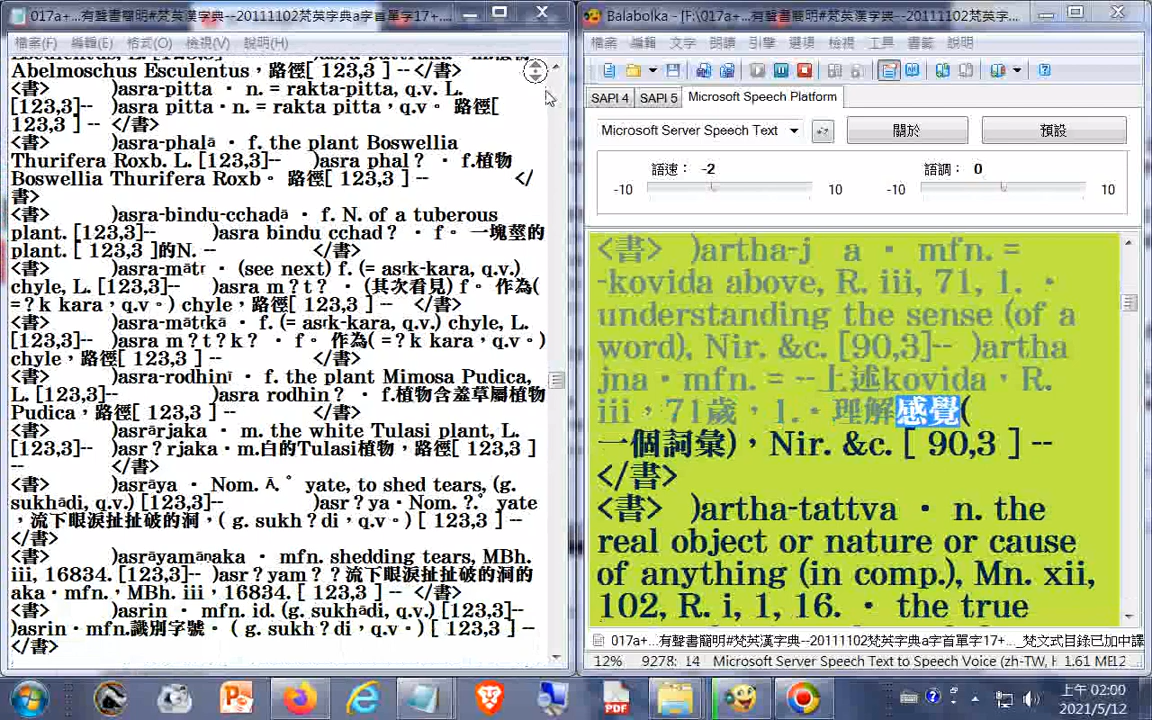 017a+...有聲書簡明#梵英漢字典--20111102梵英字典a字首單字17+...
檔案(F) 編輯(E) 格式(O) 檢視(V) 說明(H)
Abelmoschus Esculentus，路徑[ 123,3 ] -- </書>
<書> )asra-pitta ‧ n. = rakta-pitta, q.v. L.
[123,3]-- )asra pitta‧n. = rakta pitta，q.v。 路徑[
123,3 ] -- </書>
<書> )asra-phalā ‧ f. the plant Boswellia
Thurifera Roxb. L. [123,3]-- )asra phal？‧ f.植物
Boswellia Thurifera Roxb。 路徑[ 123,3 ] -- </
書>
<書> )asra-bindu-cchadā ‧ f. N. of a tuberous
plant. [123,3]-- )asra bindu cchad？‧ f。 一塊莖的
plant. [ 123,3 ]的N. -- </書>
<書> )asra-mātṛ ‧ (see next) f. (= asṛk-kara, q.v.)
chyle, L. [123,3]-- )asra m？t？‧ (其次看見) f。 作為(
=？k kara，q.v。) chyle，路徑[ 123,3 ] -- </書>
<書> )asra-mātṛkā ‧ f. (= asṛk-kara, q.v.) chyle, L.
[123,3]-- )asra m？t？k？‧ f。 作為( =？k kara，q.v。)
chyle，路徑[ 123,3 ] -- </書>
<書> )asra-rodhinī ‧ f. the plant Mimosa Pudica,
L. [123,3]-- )asra rodhin？‧ f.植物含羞草屬植物
Pudica，路徑[ 123,3 ] -- </書>
<書> )asrārjaka ‧ m. the white Tulasi plant, L.
[123,3]-- )asr？rjaka‧m.白的Tulasi植物，路徑[ 123,3 ]
-- </書>
<書> )asrāya ‧ Nom. Ā.゜ yate, to shed tears, (g.
sukhādi, q.v.) [123,3]-- )asr？ya‧Nom. ?.゜ yate
，流下眼淚扯扯破的洞，( g. sukh？di，q.v。) [ 123,3 ] --
</書>
<書> )asrāyamāṇaka ‧ mfn. shedding tears, MBh.
iii, 16834. [123,3]-- )asr？yam？？流下眼淚扯扯破的洞的
aka‧mfn.，MBh. iii，16834. [ 123,3 ] -- </書>
<書> )asrin ‧ mfn. id. (g. sukhādi, q.v.) [123,3]--
)asrin‧mfn.識別字號。 ( g. sukh？di，q.v‧) [ 123,3 ] --
</書>
Balabolka - [F:\017a+...有聲書簡明#梵英漢字典--20111102梵英字...
檔案 編輯 文字 朗讀 引擎 選項 檢視 工具 書籤 說明
SAPI 4 SAPI 5 Microsoft Speech Platform
Microsoft Server Speech Text 關於 預設
語速： -2 語調： 0
-10 10 -10 10
<書> )artha-j a ‧ mfn. =
-kovida above, R. iii, 71, 1. ‧
understanding the sense (of a
word), Nir. &c. [90,3]-- )artha
jna‧mfn. = --上述kovida，R.
iii，71歲，1.‧理解感覺(
一個詞彙)，Nir. &c. [ 90,3 ] --
</書>
<書> )artha-tattva ‧ n. the
real object or nature or cause
of anything (in comp.), Mn. xii,
102, R. i, 1, 16. ‧ the true
017a+...有聲書簡明#梵英漢字典--20111102梵英字典a字首單字17+..._梵文式目錄已加中譯
12% 9278: 14 Microsoft Server Speech Text to Speech Voice (zh-TW, H 1.61 MB
上午 02:00
2021/5/12